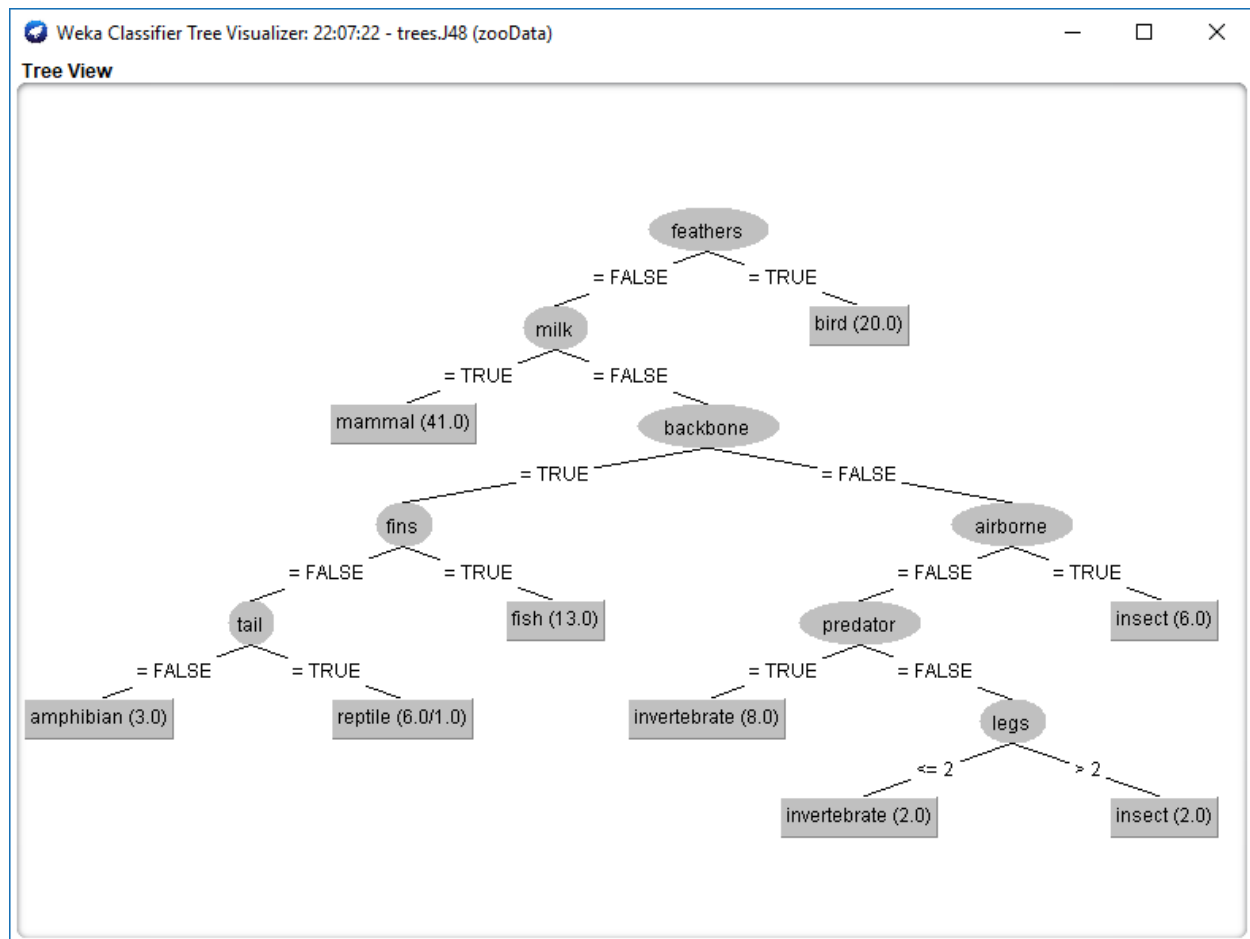 Weka Classifier Tree Visualizer: 22:07:22 - trees.J48 (zooData)
Tree View
feathers
= FALSE = TRUE
milk bird (20.0)
= TRUE = FALSE
mammal (41.0) backbone
= TRUE = FALSE
fins airborne
= FALSE = TRUE = FALSE = TRUE
tail fish (13.0) predator insect (6.0)
= FALSE = TRUE = TRUE = FALSE
amphibian (3.0) reptile (6.0/1.0) invertebrate (8.0) legs
<= 2 > 2
invertebrate (2.0) insect (2.0)